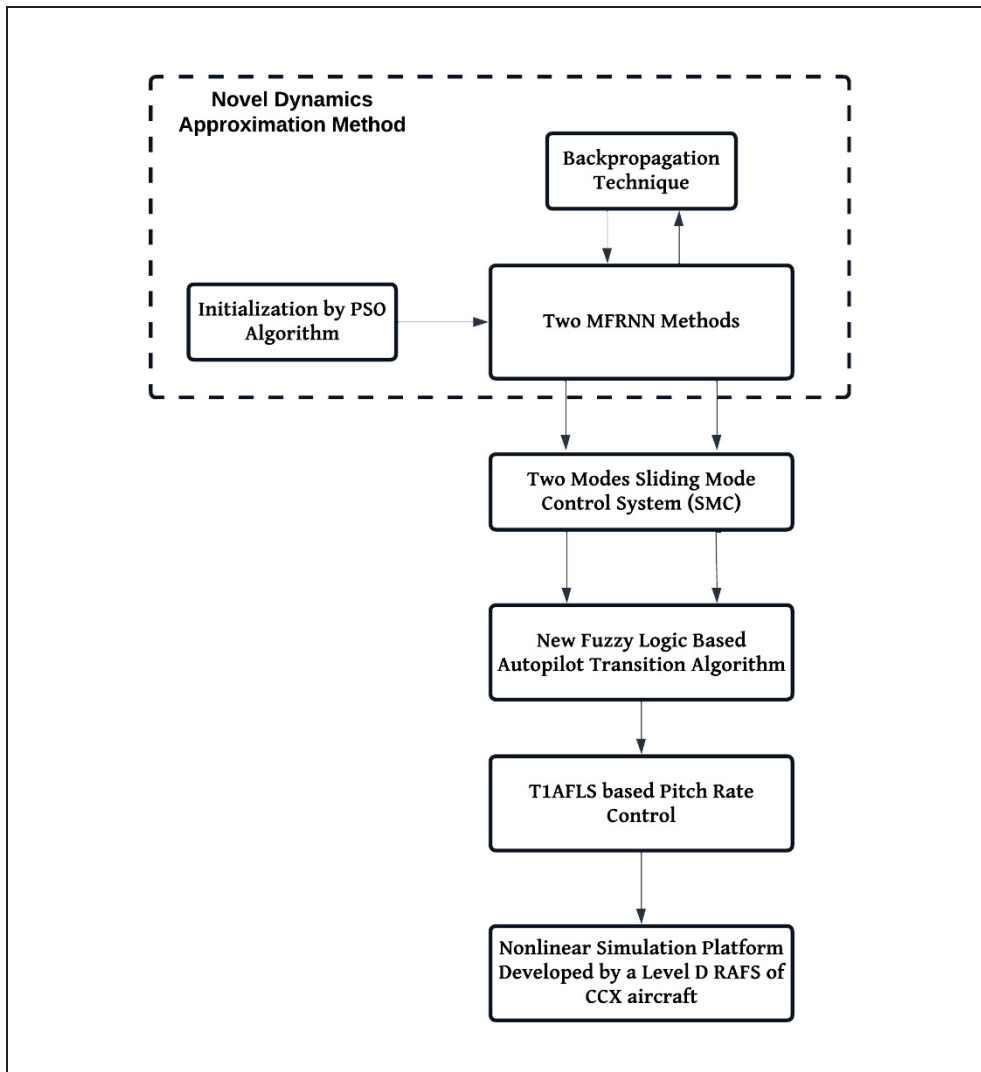 Novel Dynamics
Approximation Method
Backpropagation
Technique
Initialization by PSO
Algorithm
Two MFRNN Methods
Two Modes Sliding Mode
Control System (SMC)
New Fuzzy Logic Based
Autopilot Transition Algorithm
T1AFLS based Pitch Rate
Control
Nonlinear Simulation Platform
Developed by a Level D RAFS of
CCX aircraft